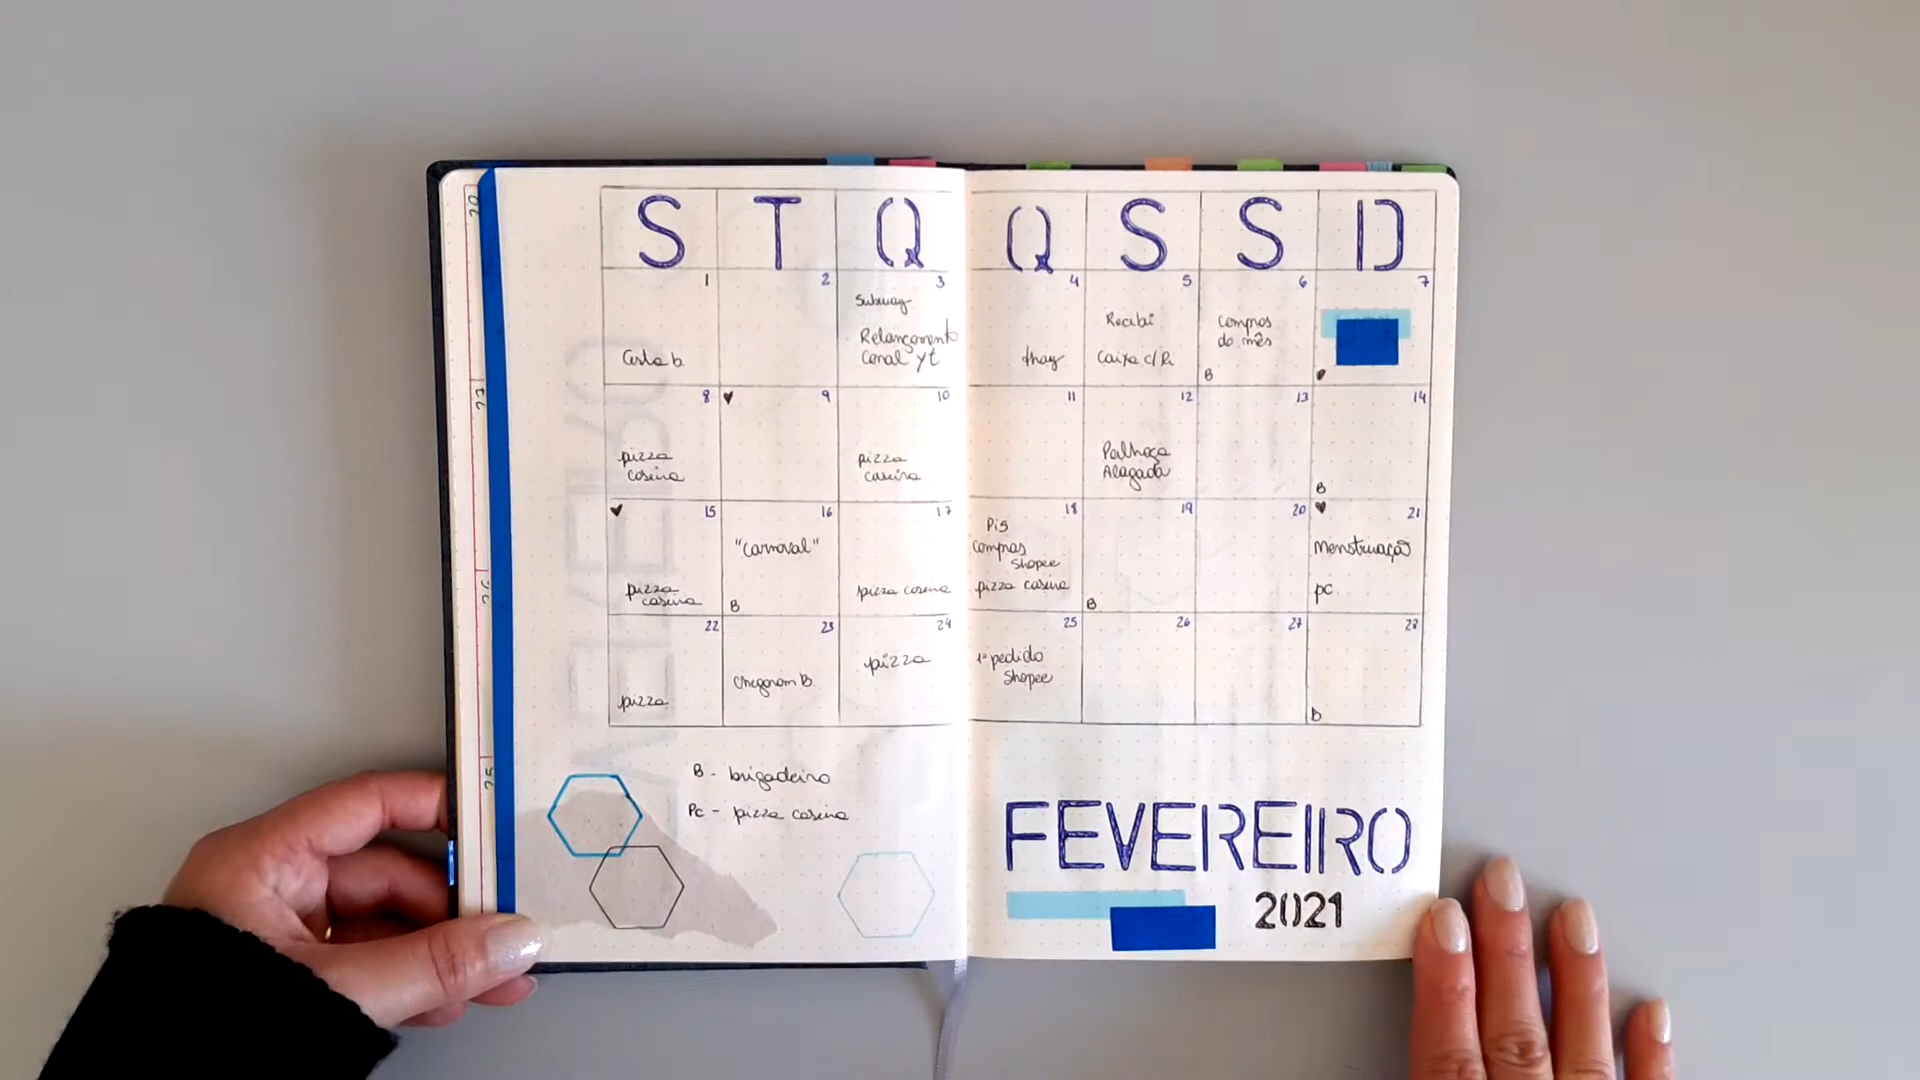 S T Q Q S S D
1
2
3
4
5
6
7
Subway
Relançamento
Canal yt
thay
Recebi
Caixa c/ Ri
Compras
do mês
B
8
9
10
11
12
13
14
pizza
caseira
pizza
caseira
Palhoça
Alagada
B
15
16
17
18
19
20
21
pizza
caseira
"Carnaval"
B
pizza caseira
Pis
compras
Shopee
pizza caseira
B
Menstruação
pc
22
23
24
25
26
27
28
pizza
Chegaram B.
pizza
1º pedido
Shopee
B
B - brigadeiro
Pc - pizza caseira
FEVEREIRO
2021